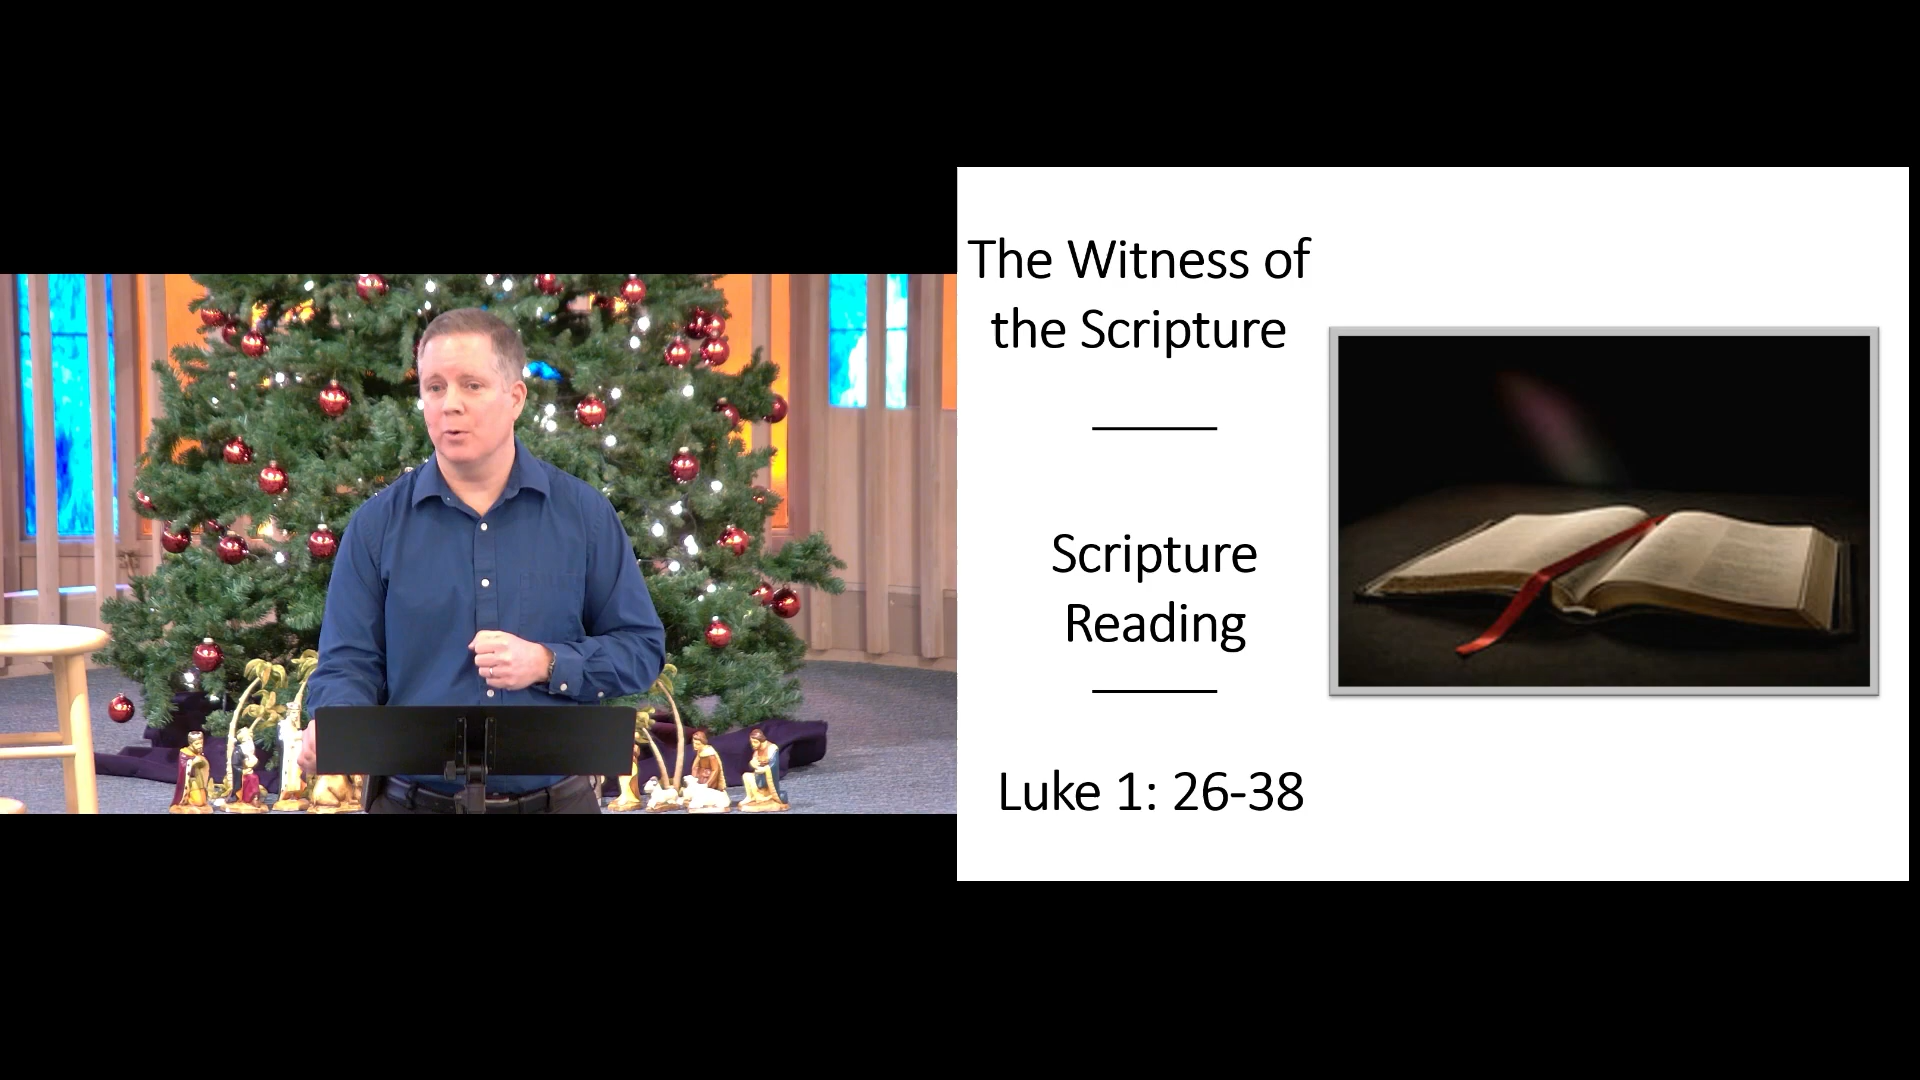 The Witness of
the Scripture
Scripture
Reading
Luke 1: 26-38